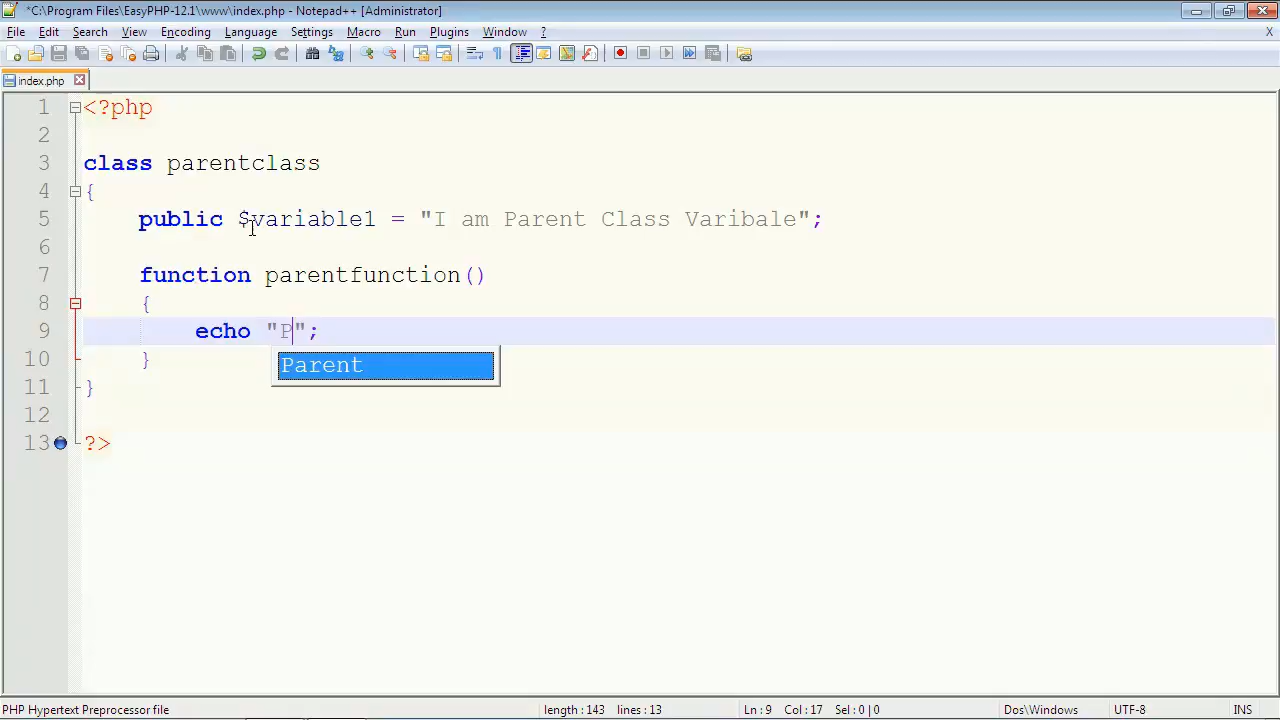 *C:\Program Files\EasyPHP-12.1\www\index.php - Notepad++ [Administrator]
File Edit Search View Encoding Language Settings Macro Run Plugins Window ? X
index.php
1 <?php
2
3 class parentclass
4 {
5 public $variable1 = "I am Parent Class Varibale";
6
7 function parentfunction()
8 {
9 echo "P";
Parent
10 }
11 }
12
13 ?>
PHP Hypertext Preprocessor file length : 143 lines : 13 Ln : 9 Col : 17 Sel : 0 | 0 Dos\Windows UTF-8 INS